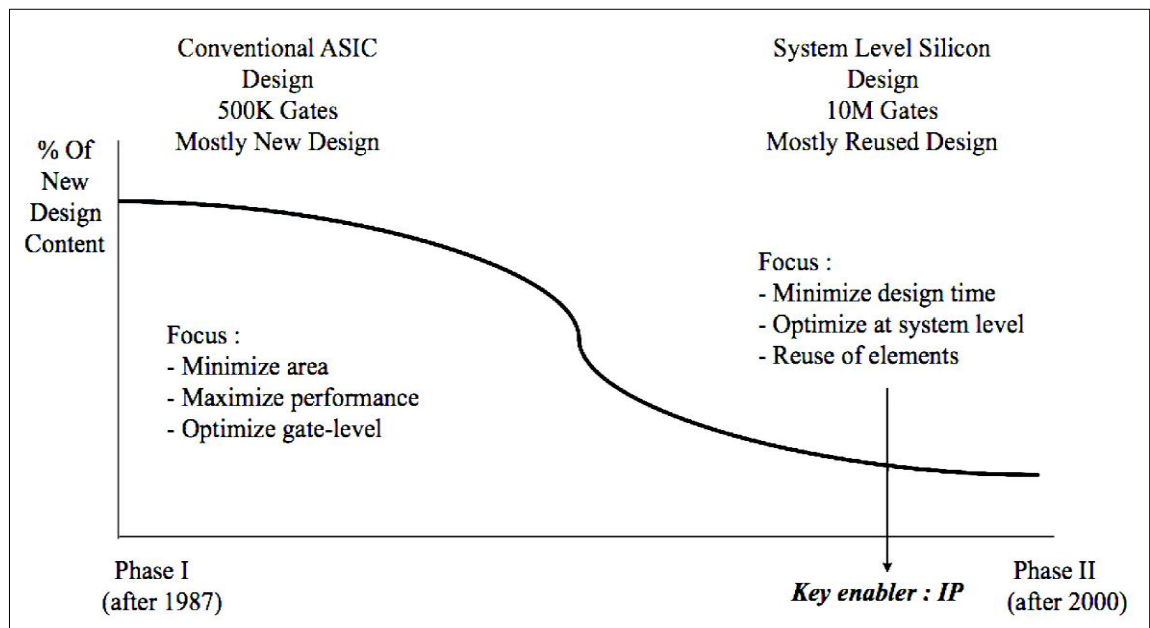 Conventional ASIC
Design
500K Gates
Mostly New Design
System Level Silicon
Design
10M Gates
Mostly Reused Design
% Of
New
Design
Content
Focus :
- Minimize area
- Maximize performance
- Optimize gate-level
Focus :
- Minimize design time
- Optimize at system level
- Reuse of elements
Phase I
(after 1987)
Key enabler : IP
Phase II
(after 2000)